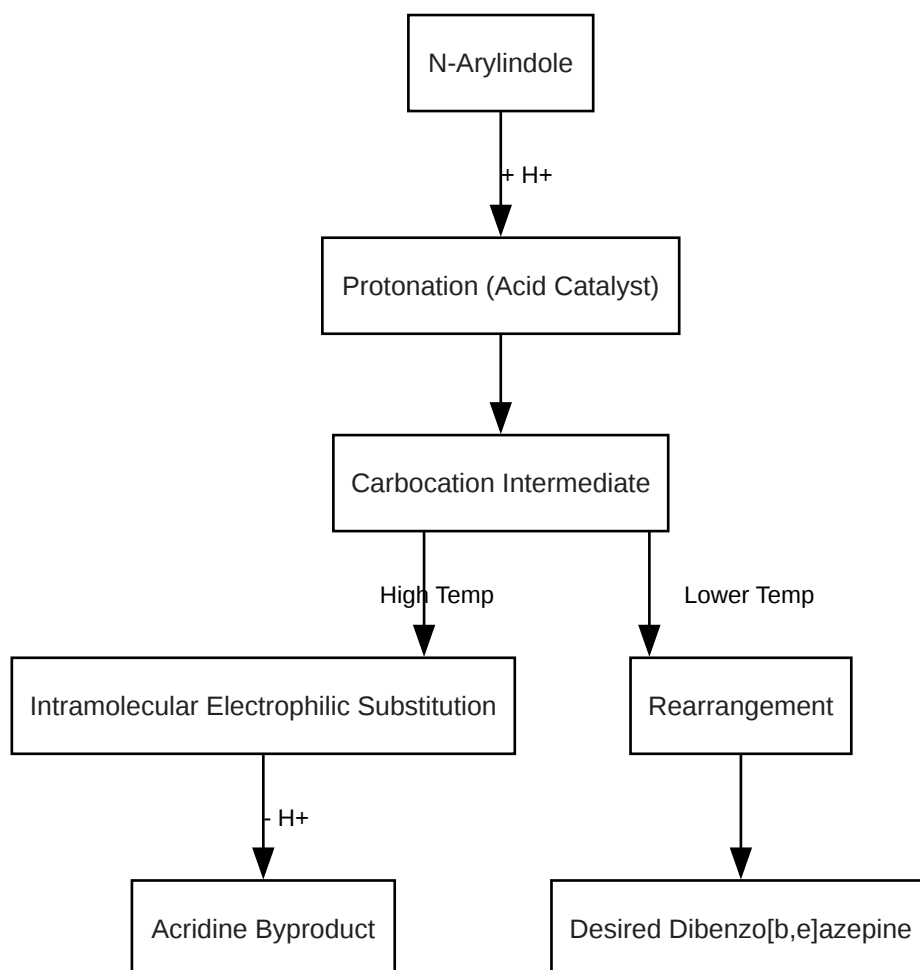 N-Arylindole
+ H+
Protonation (Acid Catalyst)
Carbocation Intermediate
High Temp
Lower Temp
Intramolecular Electrophilic Substitution
Rearrangement
- H+
Acridine Byproduct
Desired Dibenzo[b,e]azepine